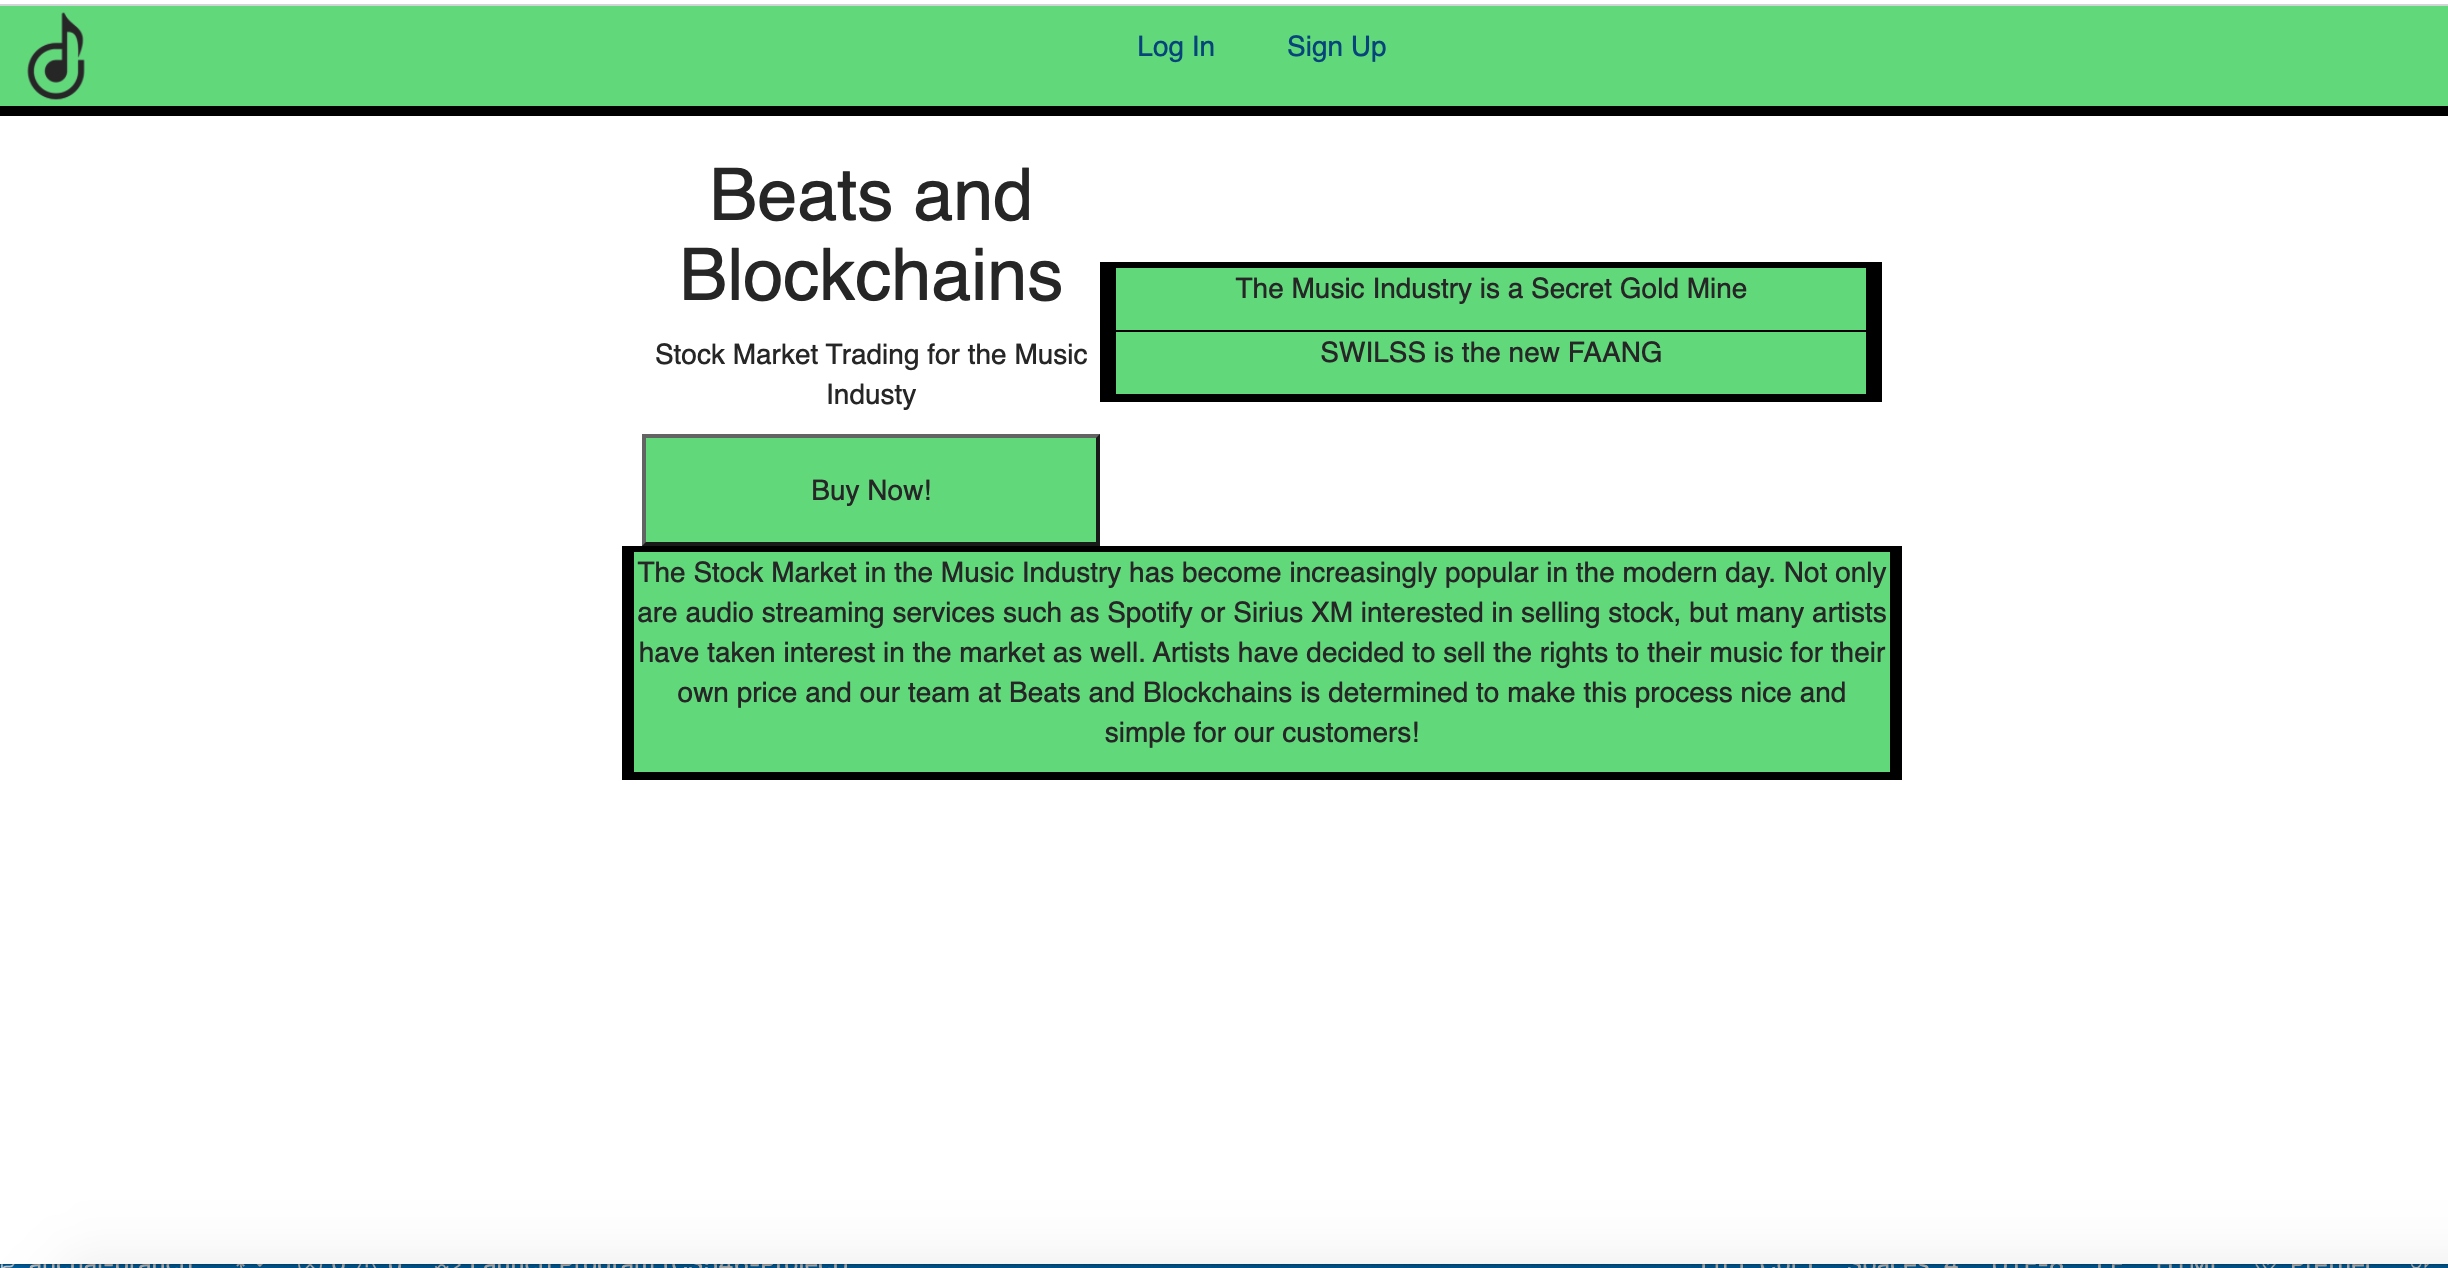 Log In Sign Up
Beats and
Blockchains
Stock Market Trading for the Music
Industy
Buy Now!
The Music Industry is a Secret Gold Mine
SWILSS is the new FAANG
The Stock Market in the Music Industry has become increasingly popular in the modern day. Not only
are audio streaming services such as Spotify or Sirius XM interested in selling stock, but many artists
have taken interest in the market as well. Artists have decided to sell the rights to their music for their
own price and our team at Beats and Blockchains is determined to make this process nice and
simple for our customers!